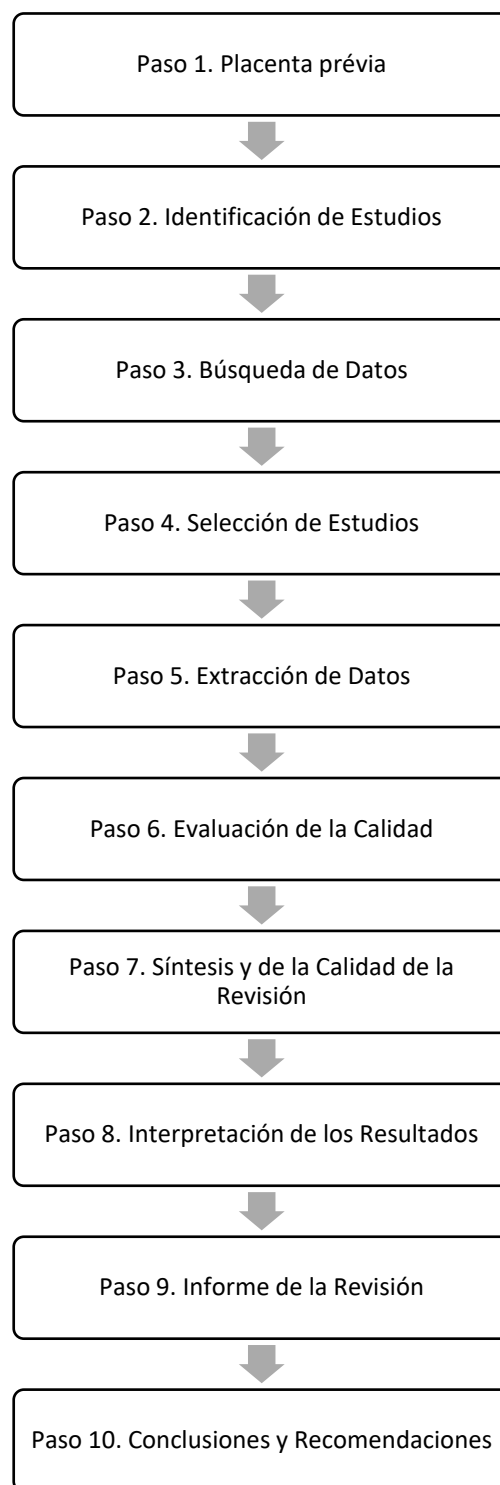 Paso 1. Placenta prévia
Paso 2. Identificación de Estudios
Paso 3. Búsqueda de Datos
Paso 4. Selección de Estudios
Paso 5. Extracción de Datos
Paso 6. Evaluación de la Calidad
Paso 7. Síntesis y de la Calidad de la
Revisión
Paso 8. Interpretación de los Resultados
Paso 9. Informe de la Revisión
Paso 10. Conclusiones y Recomendaciones